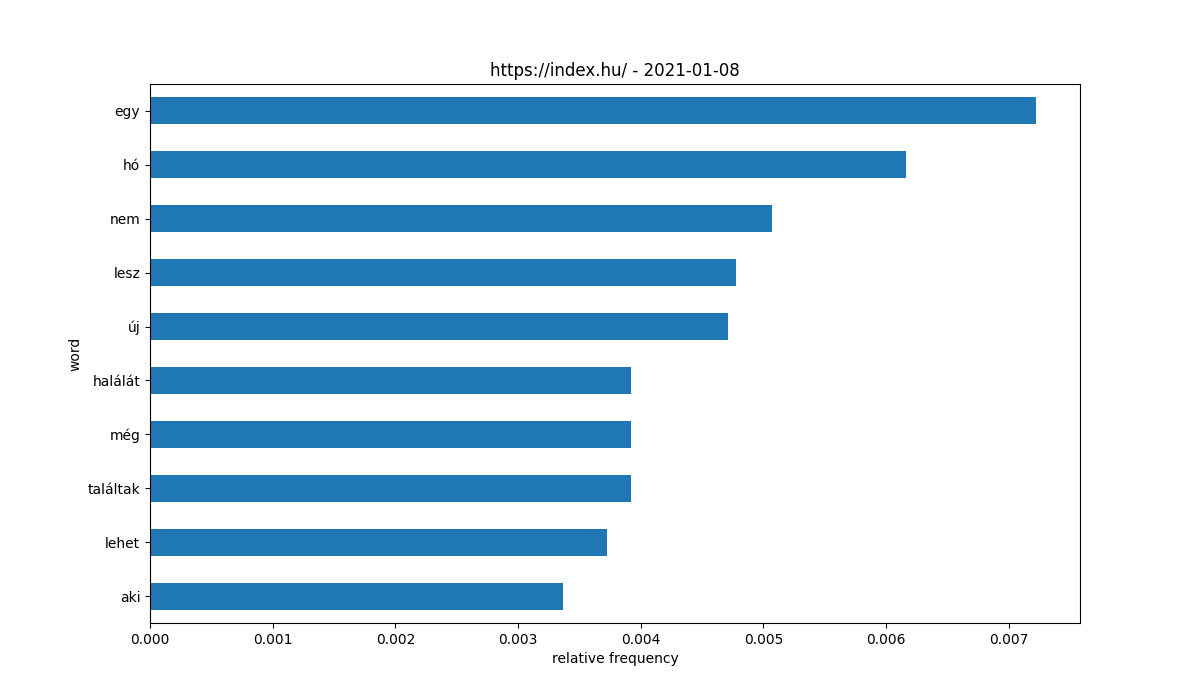 https://index.hu/ - 2021-01-08
egy
hó
nem
lesz
új
halálát
még
találtak
lehet
aki
word
0.000 0.001 0.002 0.003 0.004 0.005 0.006 0.007
relative frequency